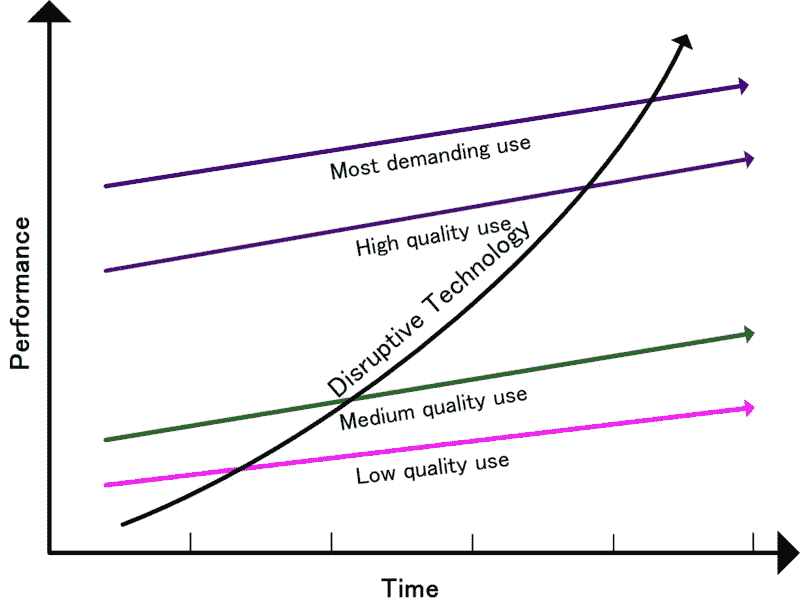 Most demanding use
High quality use
Disruptive Technology
Medium quality use
Low quality use
Performance
Time